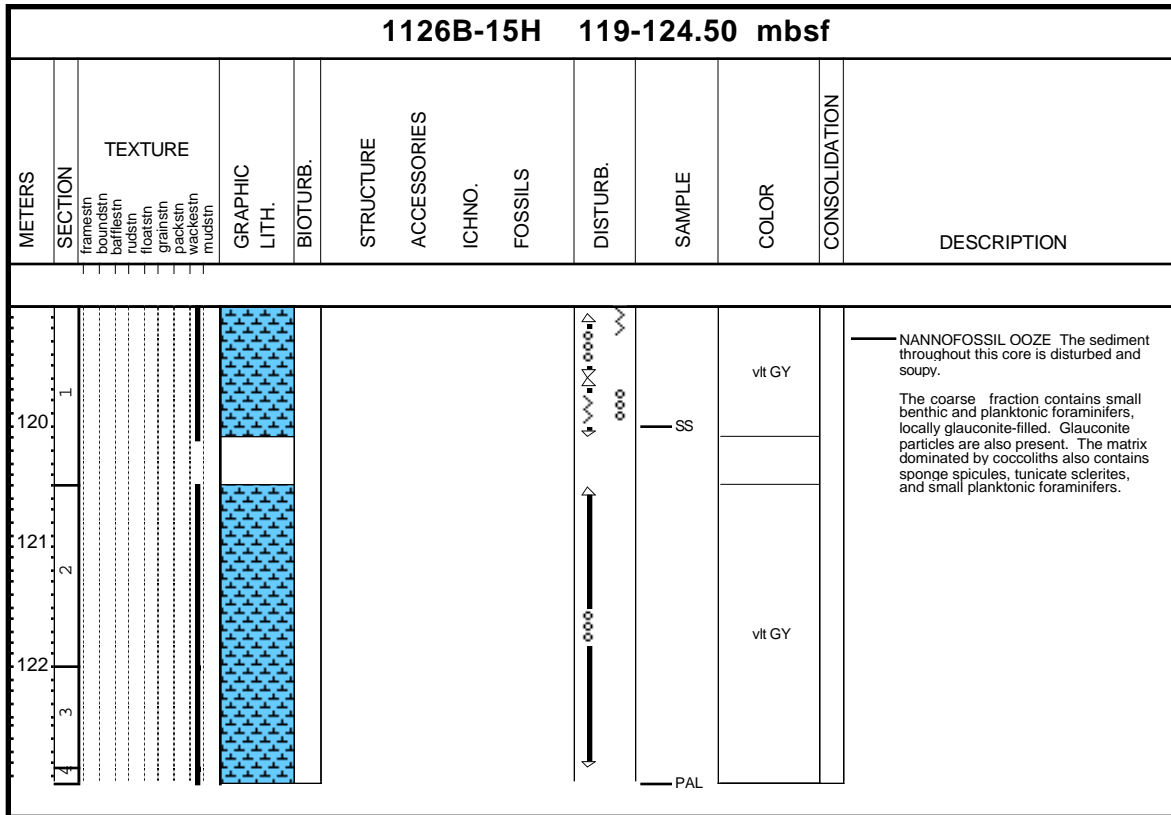 1126B-15H 119-124.50 mbsf
METERS
SECTION
TEXTURE
framestn
boundstn
bafflestn
rudstn
floatstn
grainstn
packstn
wackestn
mudstn
GRAPHIC
LITH.
BIOTURB.
STRUCTURE
ACCESSORIES
ICHNO.
FOSSILS
DISTURB.
SAMPLE
COLOR
CONSOLIDATION
DESCRIPTION
1
2
3
4
120
121
122
SS
PAL
vlt GY
vlt GY
NANNOFOSSIL OOZE The sediment
throughout this core is disturbed and
soupy.
The coarse fraction contains small
benthic and planktonic foraminifers,
locally glauconite-filled. Glauconite
particles are also present. The matrix
dominated by coccoliths also contains
sponge spicules, tunicate sclerites,
and small planktonic foraminifers.